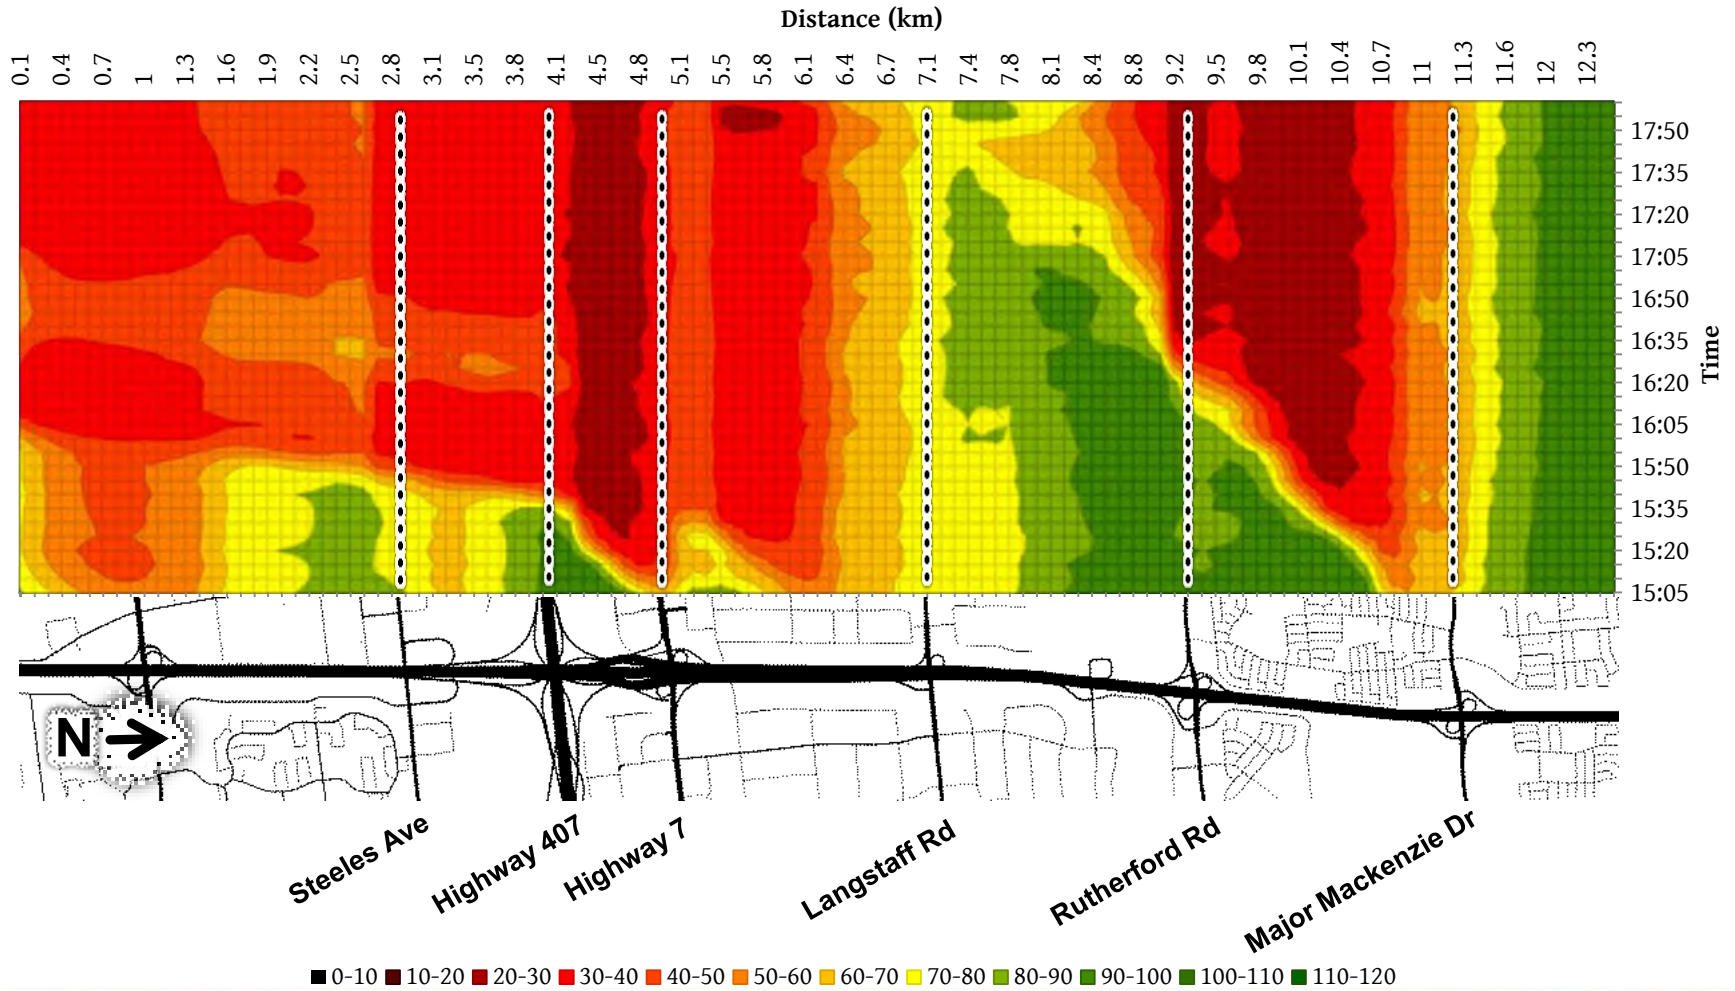 Distance (km)
0.1 0.4 0.7 1 1.3 1.6 1.9 2.2 2.5 2.8 3.1 3.5 3.8 4.1 4.5 4.8 5.1 5.5 5.8 6.1 6.4 6.7 7.1 7.4 7.8 8.1 8.4 8.8 9.2 9.5 9.8 10.1 10.4 10.7 11 11.3 11.6 12 12.3
17:50
17:35
17:20
17:05
16:50
16:35
16:20
16:05
15:50
15:35
15:20
15:05
Time
N
Steeles Ave
Highway 407
Highway 7
Langstaff Rd
Rutherford Rd
Major Mackenzie Dr
0-10 10-20 20-30 30-40 40-50 50-60 60-70 70-80 80-90 90-100 100-110 110-120